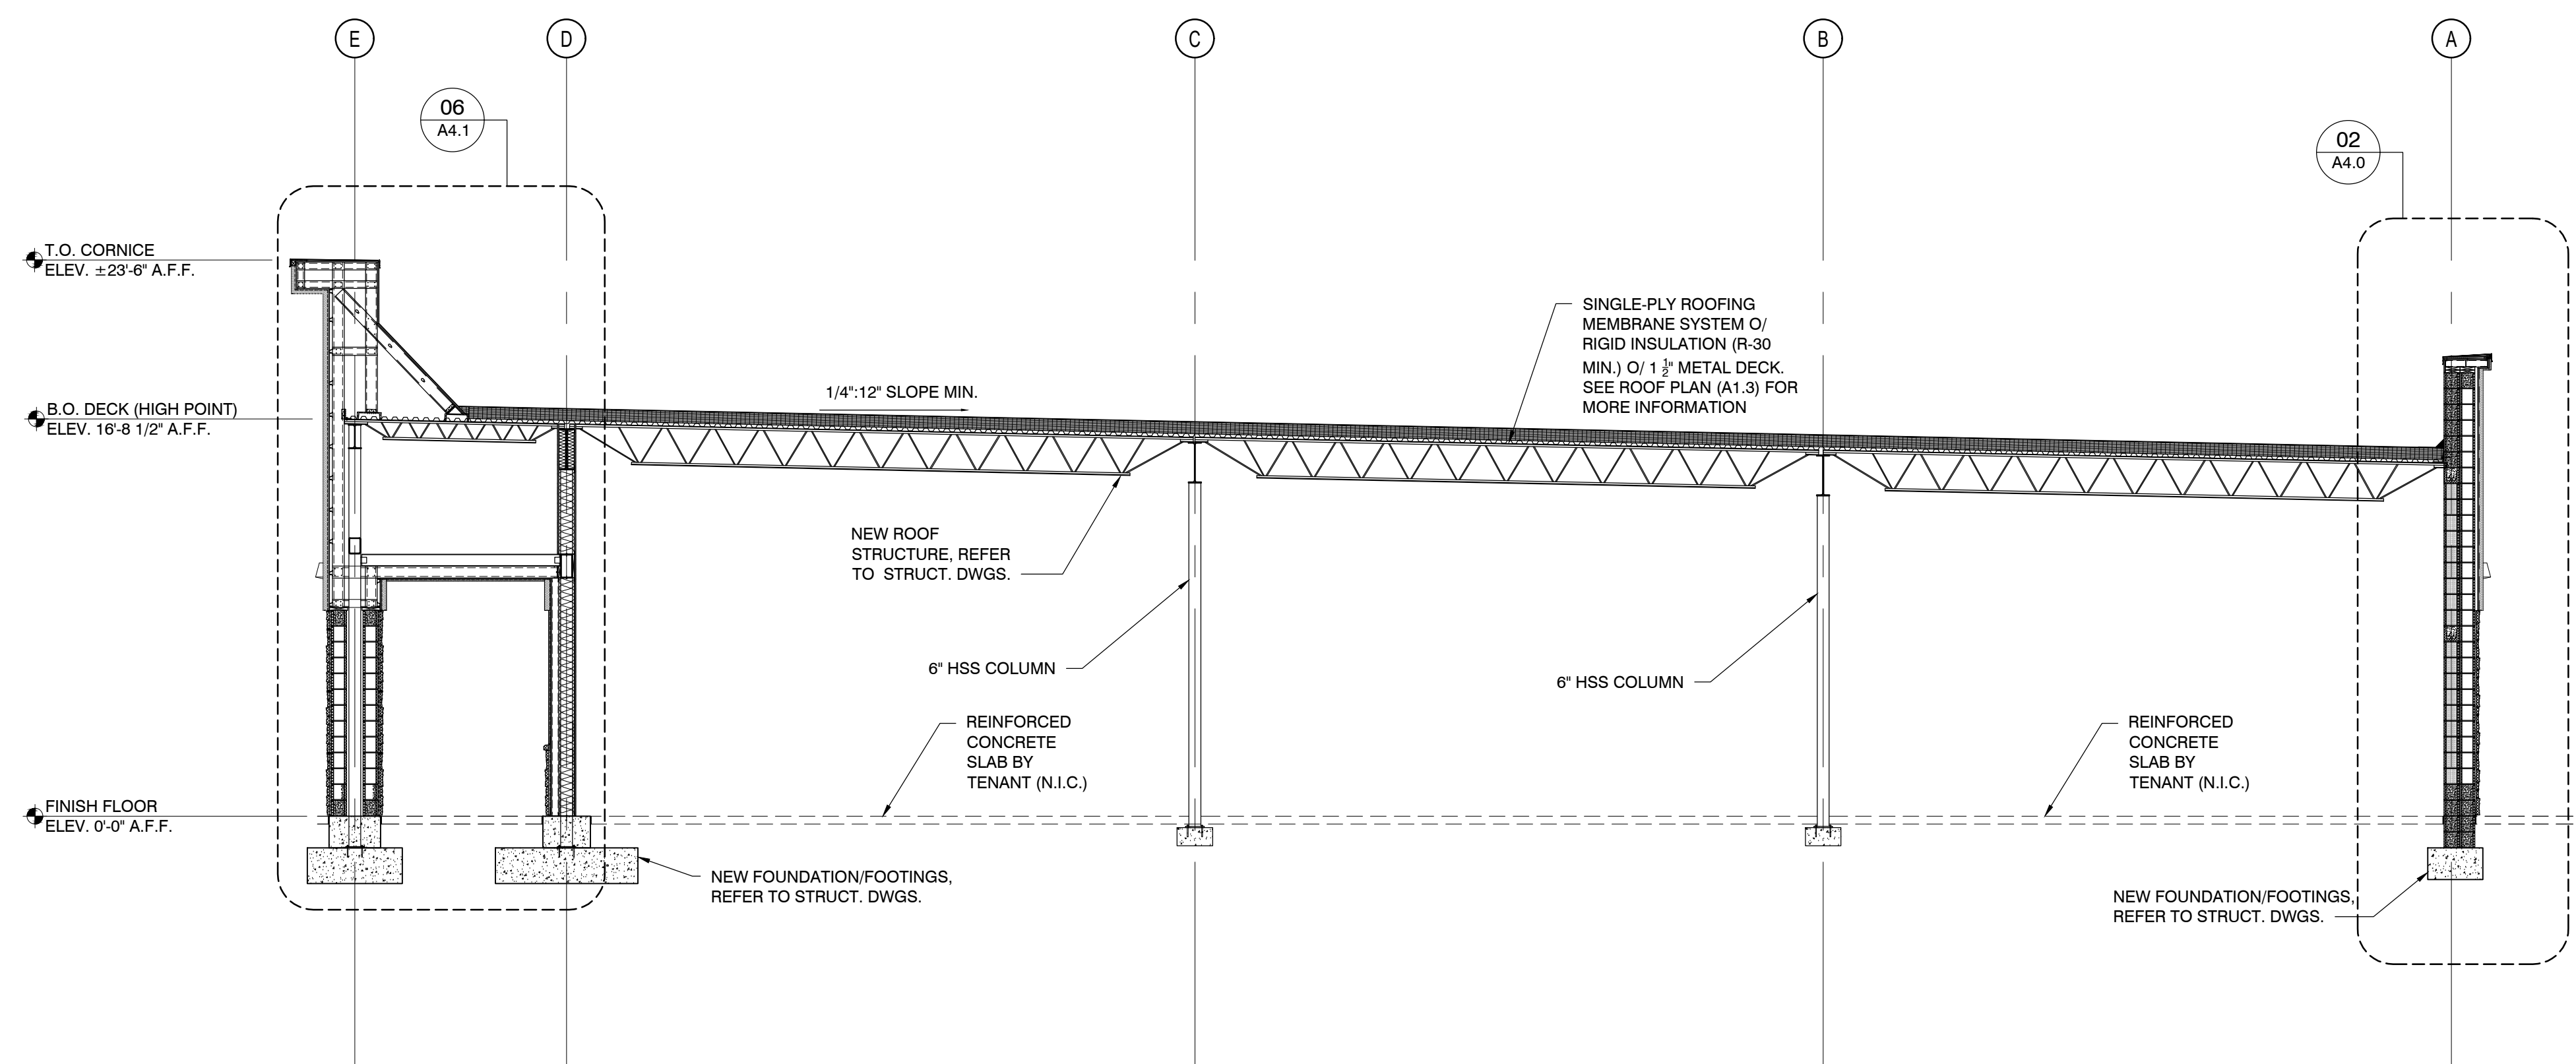 E
D
C
B
A
06
A4.1
02
A4.0
T.O. CORNICE
ELEV. ±23'-6" A.F.F.
B.O. DECK (HIGH POINT)
ELEV. 16'-8 1/2" A.F.F.
1/4":12" SLOPE MIN.
SINGLE-PLY ROOFING
MEMBRANE SYSTEM O/
RIGID INSULATION (R-30
MIN.) O/ 1 1/2" METAL DECK.
SEE ROOF PLAN (A1.3) FOR
MORE INFORMATION
NEW ROOF
STRUCTURE, REFER
TO STRUCT. DWGS.
6" HSS COLUMN
6" HSS COLUMN
REINFORCED
CONCRETE
SLAB BY
TENANT (N.I.C.)
REINFORCED
CONCRETE
SLAB BY
TENANT (N.I.C.)
FINISH FLOOR
ELEV. 0'-0" A.F.F.
NEW FOUNDATION/FOOTINGS,
REFER TO STRUCT. DWGS.
NEW FOUNDATION/FOOTINGS,
REFER TO STRUCT. DWGS.